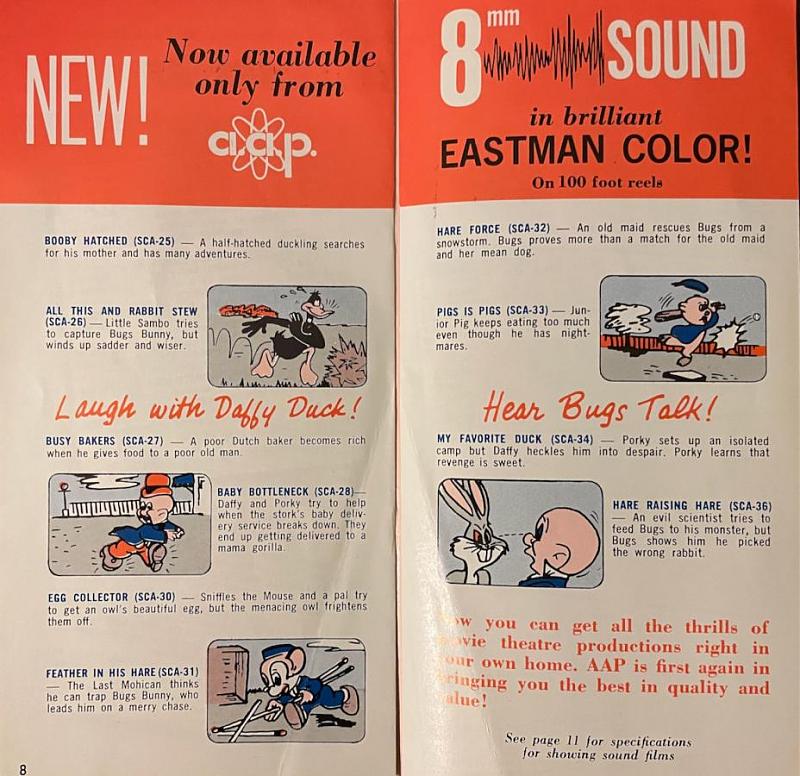 NEW!
Now available
only from
a.a.p.
BOOBY HATCHED (SCA-25) — A half-hatched duckling searches
for his mother and has many adventures.
ALL THIS AND RABBIT STEW
(SCA-26) — Little Sambo tries
to capture Bugs Bunny, but
winds up sadder and wiser.
Laugh with Daffy Duck!
BUSY BAKERS (SCA-27) — A poor Dutch baker becomes rich
when he gives food to a poor old man.
BABY BOTTLENECK (SCA-28)—
Daffy and Porky try to help
when the stork's baby deliv-
ery service breaks down. They
end up getting delivered to a
mama gorilla.
EGG COLLECTOR (SCA-30) — Sniffles the Mouse and a pal try
to get an owl's beautiful egg, but the menacing owl frightens
them off.
FEATHER IN HIS HARE (SCA-31)
— The Last Mohican thinks
he can trap Bugs Bunny, who
leads him on a merry chase.
8
8mm SOUND
in brilliant
EASTMAN COLOR!
On 100 foot reels
HARE FORCE (SCA-32) — An old maid rescues Bugs from a
snowstorm. Bugs proves more than a match for the old maid
and her mean dog.
PIGS IS PIGS (SCA-33) — Jun-
ior Pig keeps eating too much
even though he has night-
mares.
Hear Bugs Talk!
MY FAVORITE DUCK (SCA-34) — Porky sets up an isolated
camp but Daffy heckles him into despair. Porky learns that
revenge is sweet.
HARE RAISING HARE (SCA-36)
— An evil scientist tries to
feed Bugs to his monster, but
Bugs shows him he picked
the wrong rabbit.
Now you can get all the thrills of
movie theatre productions right in
your own home. AAP is first again in
bringing you the best in quality and
value!
See page 11 for specifications
for showing sound films